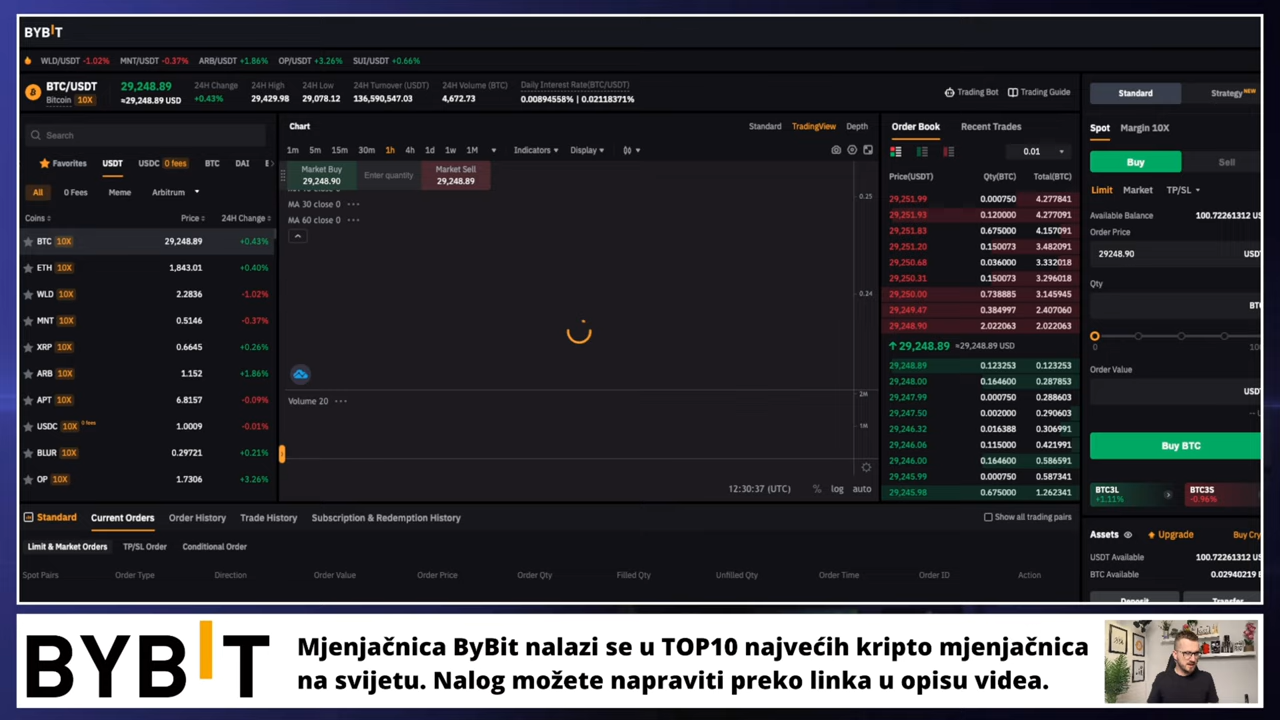 BYBIT
WLD/USDT -1.02% MNT/USDT -0.37% ARB/USDT +1.86% OP/USDT +3.26% SUI/USDT +0.66%
BTC/USDT
Bitcoin 10X
29,248.89
≈29,248.89 USD
24H Change
+0.43%
24H High
29,429.98
24H Low
29,078.12
24H Turnover (USDT)
136,590,547.03
24H Volume (BTC)
4,672.73
Daily Interest Rate(BTC/USDT)
0.00894558% | 0.02118371%
Trading Bot Trading Guide
Search
Favorites USDT USDC 0 fees BTC DAI
All 0 Fees Meme Arbitrum
Coins Price 24H Change
BTC 10X 29,248.89 +0.43%
ETH 10X 1,843.01 +0.40%
WLD 10X 2.2836 -1.02%
MNT 10X 0.5146 -0.37%
XRP 10X 0.6645 +0.26%
ARB 10X 1.152 +1.86%
APT 10X 6.8157 -0.09%
USDC 10X 0 fees 1.0009 -0.01%
BLUR 10X 0.29721 +0.21%
OP 10X 1.7306 +3.26%
Chart Standard TradingView Depth
1m 5m 15m 30m 1h 4h 1d 1w 1M Indicators Display
Market Buy
29,248.90
Enter quantity
Market Sell
29,248.89
MA 30 close 0
MA 60 close 0
0.25
0.24
Volume 20
2M
1M
12:30:37 (UTC) % log auto
Order Book Recent Trades
0.01
Price(USDT) Qty(BTC) Total(BTC)
29,251.99 0.000750 4.277841
29,251.93 0.120000 4.277091
29,251.83 0.675000 4.157091
29,251.20 0.150073 3.482091
29,250.68 0.036000 3.332018
29,250.31 0.150073 3.296018
29,250.00 0.738885 3.145945
29,249.47 0.384997 2.407060
29,248.90 2.022063 2.022063
↑29,248.89 ≈29,248.89 USD
29,248.89 0.123253 0.123253
29,248.00 0.164600 0.287853
29,247.99 0.000750 0.288603
29,247.50 0.002000 0.290603
29,246.32 0.016388 0.306991
29,246.06 0.115000 0.421991
29,246.00 0.164600 0.586591
29,245.99 0.000750 0.587341
29,245.98 0.675000 1.262341
Standard Strategy NEW
Spot Margin 10X
Buy Sell
Limit Market TP/SL
Available Balance 100.72261312 US
Order Price
29248.90 USD
Qty
BT
0 100
Order Value
USD
Buy BTC
BTC3L
+1.11%
BTC3S
-0.96%
Assets Upgrade Buy Cry
USDT Available 100.72261312 US
BTC Available 0.02940219 B
Deposit Transfer
Standard Current Orders Order History Trade History Subscription & Redemption History Show all trading pairs
Limit & Market Orders TP/SL Order Conditional Order
Spot Pairs Order Type Direction Order Value Order Price Order Qty Filled Qty Unfilled Qty Order Time Order ID Action
BYBIT
Mjenjačnica ByBit nalazi se u TOP10 najvećih kripto mjenjačnica
na svijetu. Nalog možete napraviti preko linka u opisu videa.